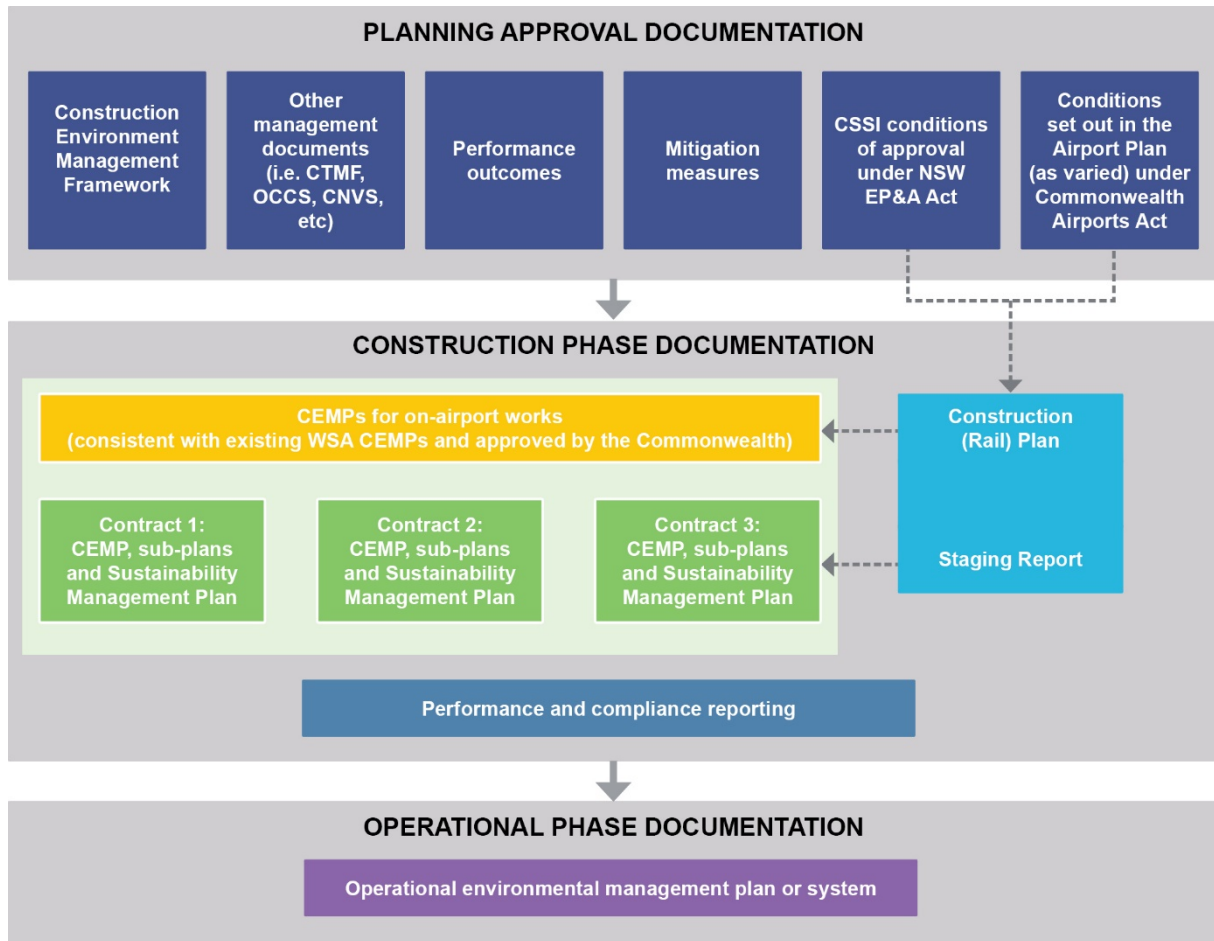 PLANNING APPROVAL DOCUMENTATION
Construction
Environment
Management
Framework
Other
management
documents
(i.e. CTMF,
OCCS, CNVS,
etc)
Performance
outcomes
Mitigation
measures
CSSI conditions
of approval
under NSW
EP&A Act
Conditions
set out in the
Airport Plan
(as varied) under
Commonwealth
Airports Act
CONSTRUCTION PHASE DOCUMENTATION
CEMPs for on-airport works
(consistent with existing WSA CEMPs and approved by the Commonwealth)
Construction
(Rail) Plan
Contract 1:
CEMP, sub-plans
and Sustainability
Management Plan
Contract 2:
CEMP, sub-plans
and Sustainability
Management Plan
Contract 3:
CEMP, sub-plans
and Sustainability
Management Plan
Staging Report
Performance and compliance reporting
OPERATIONAL PHASE DOCUMENTATION
Operational environmental management plan or system